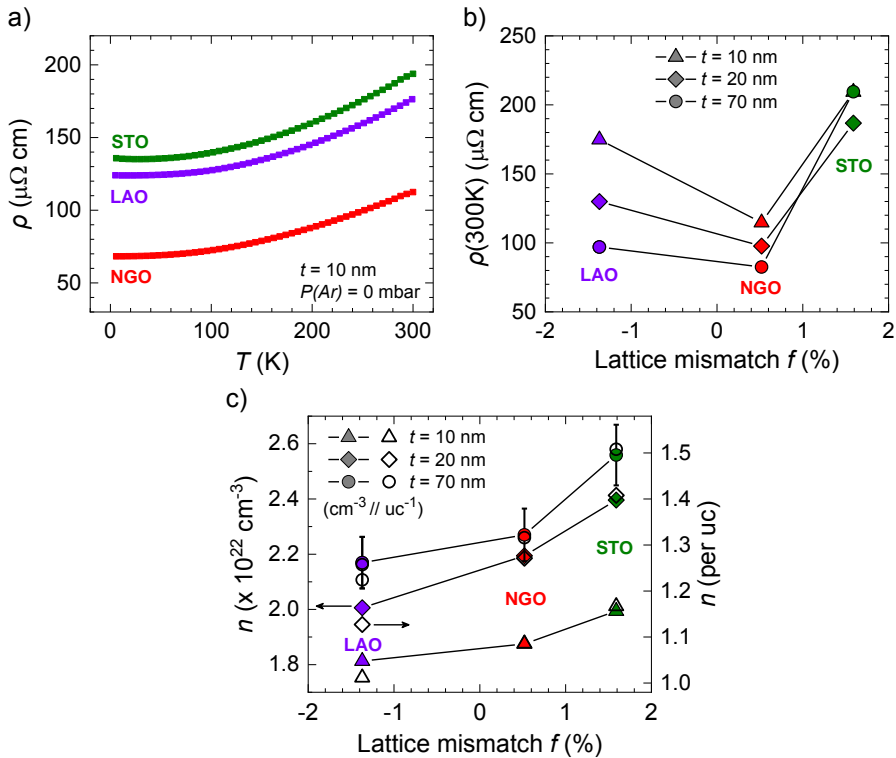 a)
200
150
100
50
ρ (μΩ cm)
STO
LAO
NGO
t = 10 nm
P(Ar) = 0 mbar
0
100
200
300
T (K)
b)
250
200
150
100
50
ρ(300K) (μΩ cm)
t = 10 nm
t = 20 nm
t = 70 nm
STO
LAO
NGO
-2
-1
0
1
2
Lattice mismatch f (%)
c)
2.6
2.4
2.2
2.0
1.8
n (x 10²² cm⁻³)
t = 10 nm
t = 20 nm
t = 70 nm
(cm⁻³ // uc⁻¹)
STO
NGO
LAO
1.5
1.4
1.3
1.2
1.1
1.0
n (per uc)
-2
-1
0
1
2
Lattice mismatch f (%)